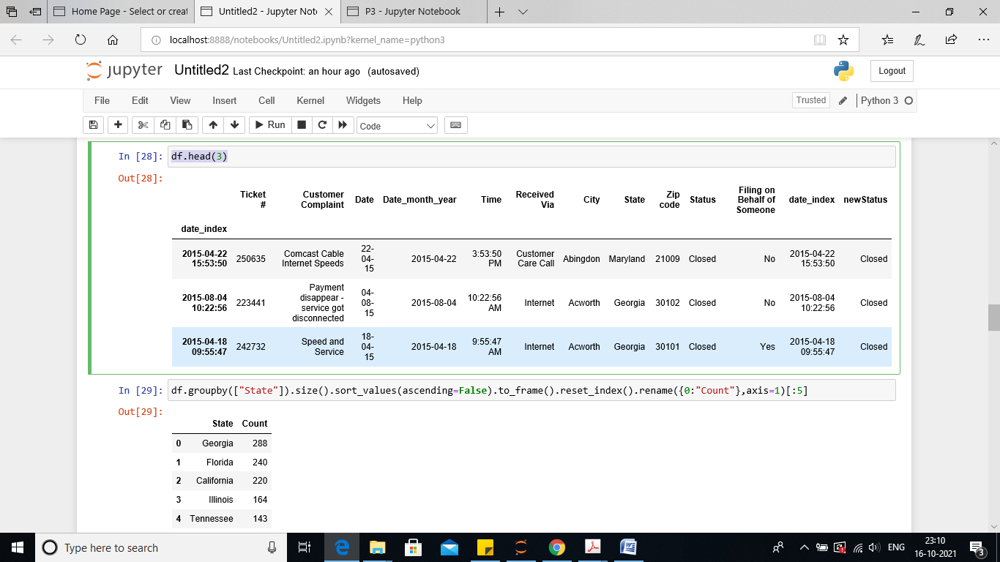 Home Page - Select or creat
Untitled2 - Jupyter Not
P3 - Jupyter Notebook
localhost:8888/notebooks/Untitled2.ipynb?kernel_name=python3
jupyter Untitled2 Last Checkpoint: an hour ago (autosaved)
Logout
File Edit View Insert Cell Kernel Widgets Help
Trusted Python 3
Run Code
In [28]: df.head(3)
Out[28]:
Ticket # Customer Complaint Date Date_month_year Time Received Via City State Zip code Status Filing on Behalf of Someone date_index newStatus
date_index
2015-04-22 15:53:50 250635 Comcast Cable Internet Speeds 22-04-15 2015-04-22 3:53:50 PM Customer Care Call Abingdon Maryland 21009 Closed No 2015-04-22 15:53:50 Closed
2015-08-04 10:22:56 223441 Payment disappear - service got disconnected 04-08-15 2015-08-04 10:22:56 AM Internet Acworth Georgia 30102 Closed No 2015-08-04 10:22:56 Closed
2015-04-18 09:55:47 242732 Speed and Service 18-04-15 2015-04-18 9:55:47 AM Internet Acworth Georgia 30101 Closed Yes 2015-04-18 09:55:47 Closed
In [29]: df.groupby(["State"]).size().sort_values(ascending=False).to_frame().reset_index().rename({0:"Count"},axis=1)[:5]
Out[29]:
State Count
0 Georgia 288
1 Florida 240
2 California 220
3 Illinois 164
4 Tennessee 143
Type here to search
ENG
23:10
16-10-2021
3